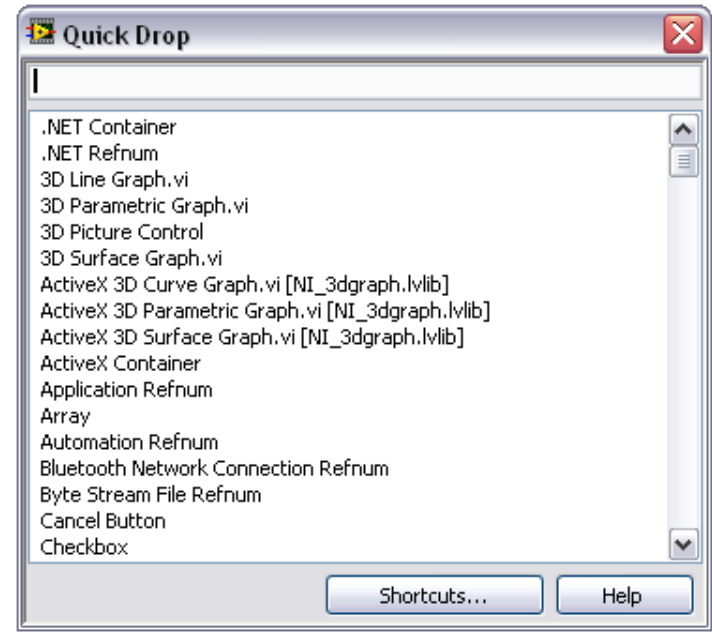 Quick Drop
.NET Container
.NET Refnum
3D Line Graph.vi
3D Parametric Graph.vi
3D Picture Control
3D Surface Graph.vi
ActiveX 3D Curve Graph.vi [NI_3dgraph.lvlib]
ActiveX 3D Parametric Graph.vi [NI_3dgraph.lvlib]
ActiveX 3D Surface Graph.vi [NI_3dgraph.lvlib]
ActiveX Container
Application Refnum
Array
Automation Refnum
Bluetooth Network Connection Refnum
Byte Stream File Refnum
Cancel Button
Checkbox
Shortcuts... Help